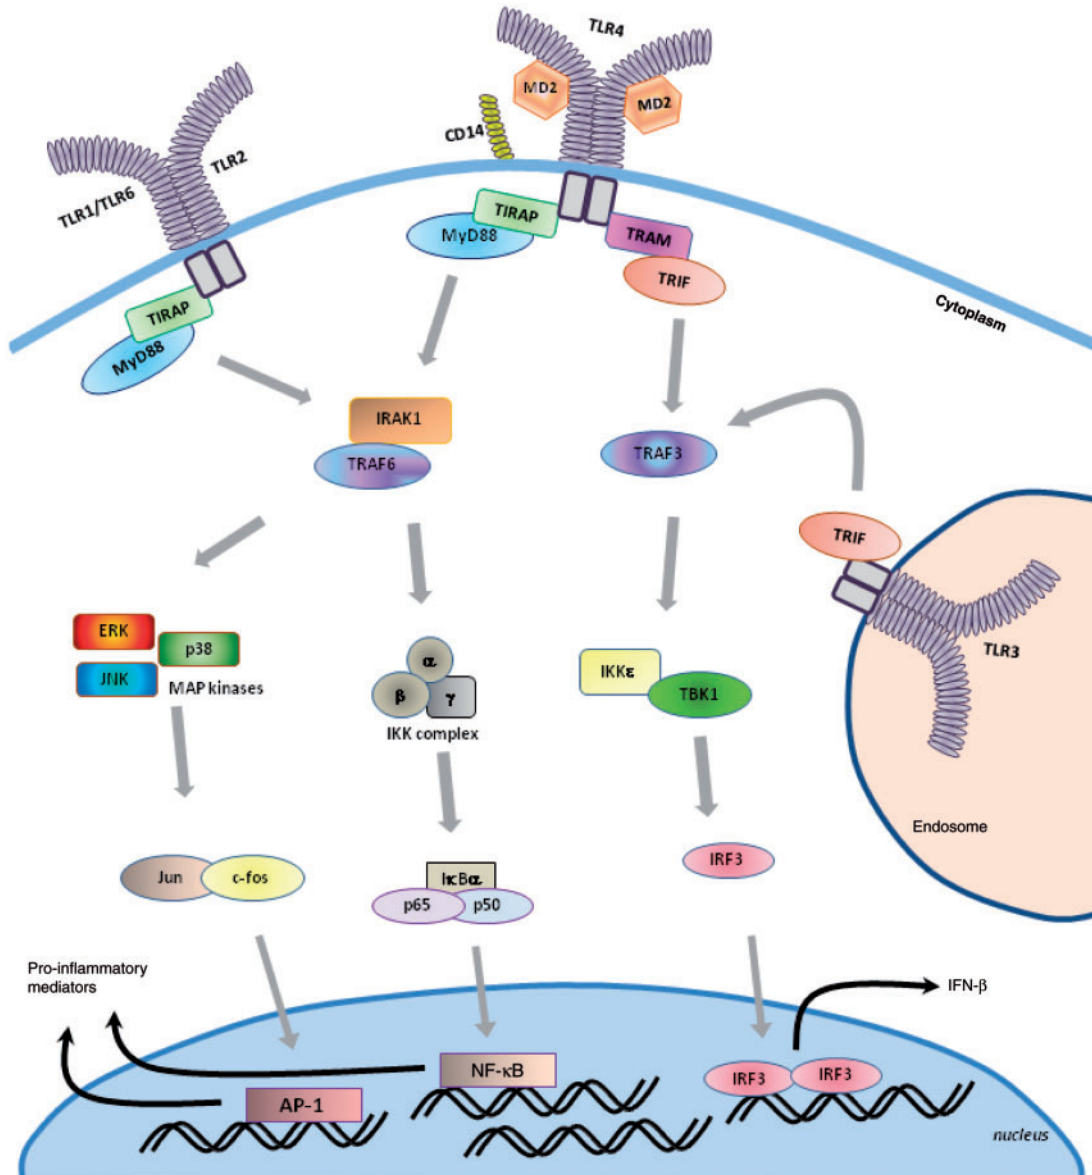 TLR4
MD2
MD2
CD14
TLR2
TLR1/TLR6
TIRAP
MyD88
TRAM
TRIF
TIRAP
MyD88
Cytoplasm
IRAK1
TRAF6
TRAF3
TRIF
TLR3
ERK
p38
JNK
MAP kinases
α
β
γ
IKK complex
IKKε
TBK1
Endosome
Jun
c-fos
IκBα
p65
p50
IRF3
Pro-inflammatory
mediators
IFN-β
NF-κB
AP-1
IRF3
IRF3
nucleus